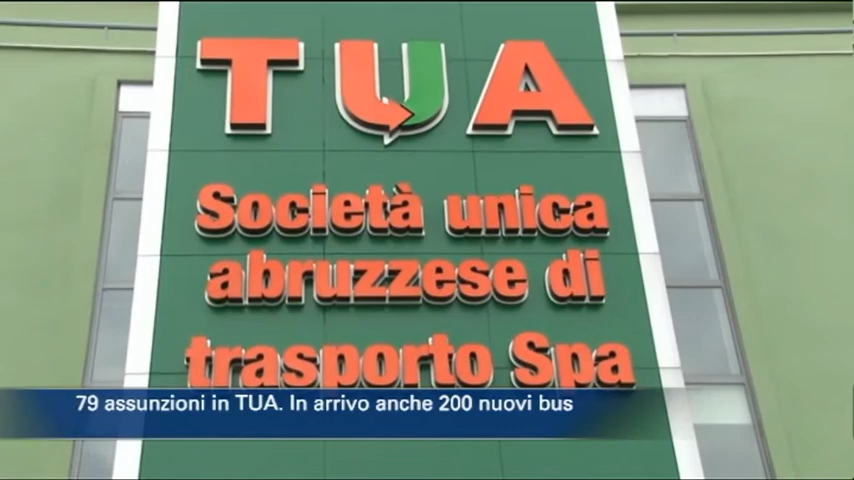 TUA
Società unica
abruzzese di
trasporto Spa
79 assunzioni in TUA. In arrivo anche 200 nuovi bus